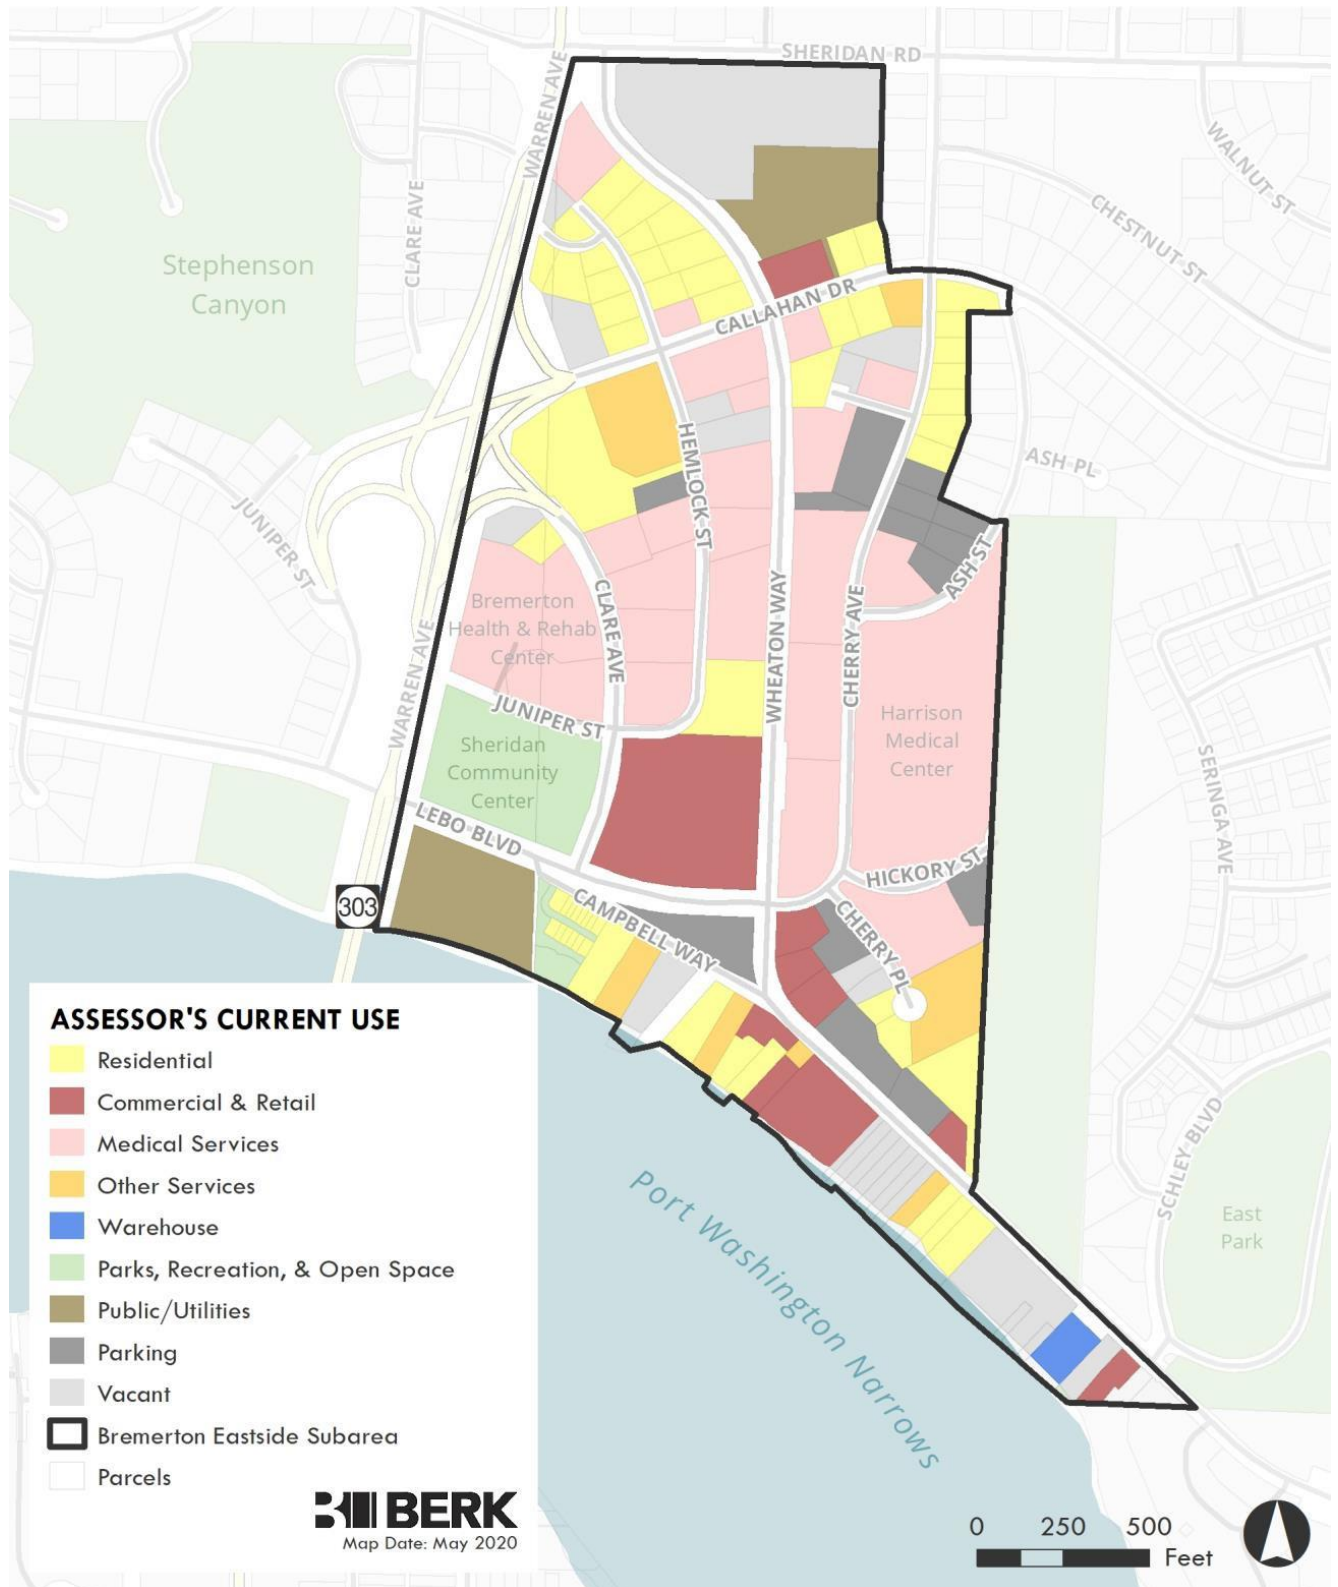 SHERIDAN RD
WARREN AVE
WARREN AVE
WALNUT ST
CHESTNUT ST
CLARE AVE
Stephenson
Canyon
CALLAHAN DR
HEMLOCK ST
ASH PL
JUNIPER ST
ASH ST
CLARE AVE
WHEATON WAY
CHERRY AVE
Bremerton
Health & Rehab
Center
WARREN AVE
JUNIPER ST
Harrison
Medical
Center
Sheridan
Community
Center
SERINGA AVE
LEBO BLVD
HICKORY ST
303
CAMPBELL WAY
CHERRY PL
SCHLEY BLVD
East
Park
Port Washington Narrows
ASSESSOR'S CURRENT USE
Residential
Commercial & Retail
Medical Services
Other Services
Warehouse
Parks, Recreation, & Open Space
Public/Utilities
Parking
Vacant
Bremerton Eastside Subarea
Parcels
BERK
Map Date: May 2020
0 250 500
Feet